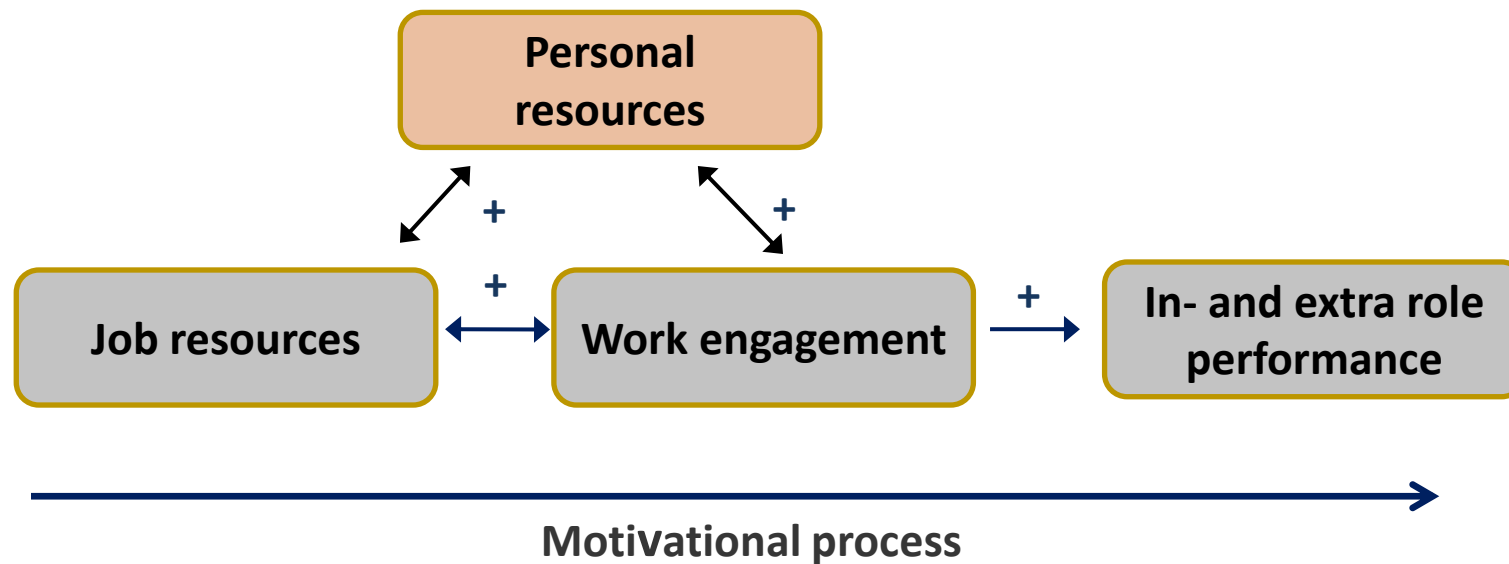 Personal
resources
+
+
+
+
Job resources
Work engagement
In- and extra role
performance
Motivational process